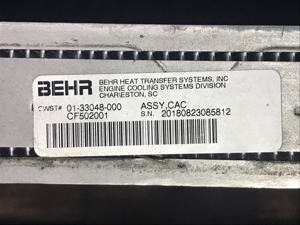 BEHR
BEHR HEAT TRANSFER SYSTEMS, INC
ENGINE COOLING SYSTEMS DIVISION
CHARLESTON, SC
CWST# 01-33048-000 ASSY,CAC
CF502001 S.N. 20180823085812